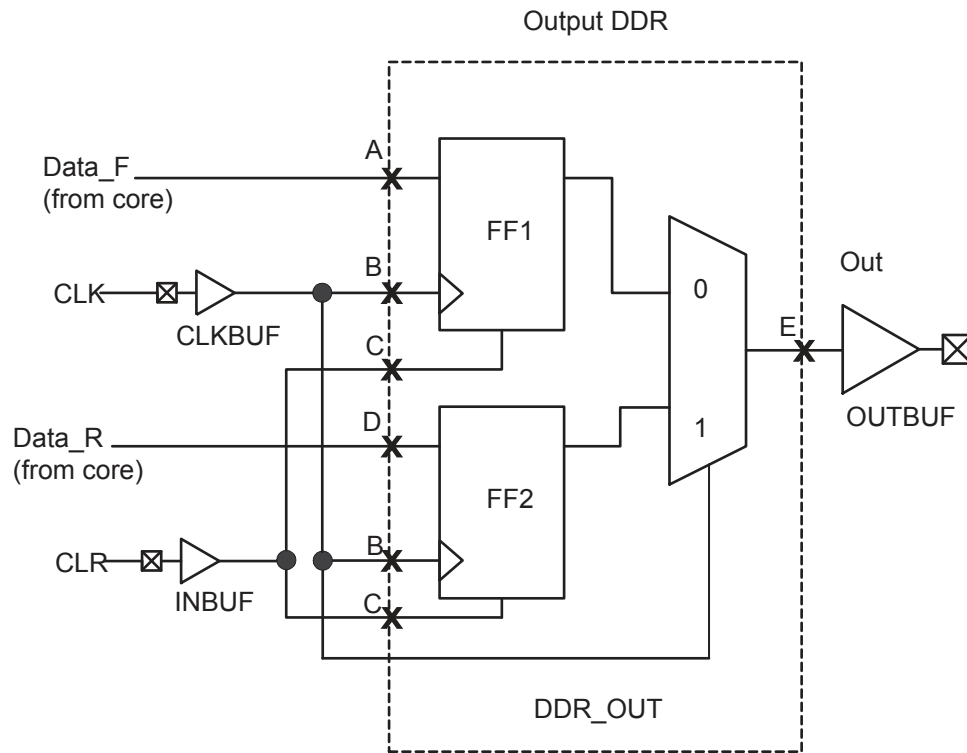 Output DDR
A
Data_F
(from core)
FF1
B
Out
CLK
0
CLKBUF
E
C
OUTBUF
D
Data_R
(from core)
1
FF2
B
CLR
INBUF
C
DDR_OUT